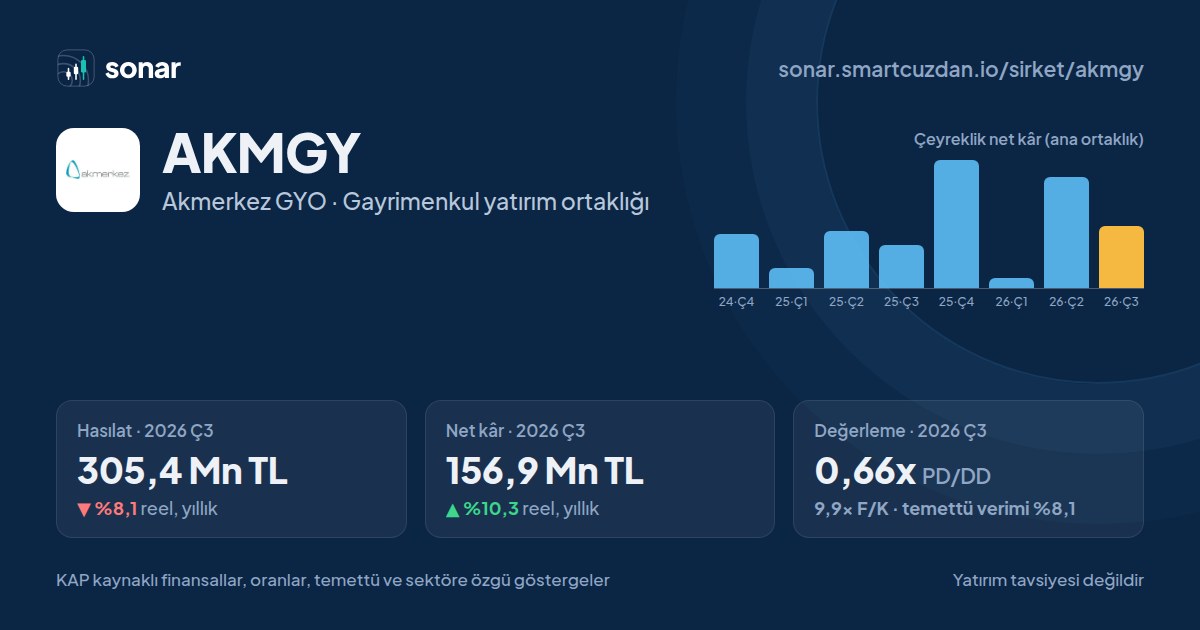 sonar
sonar.smartcuzdan.io/sirket/akmgy
akmerkez
AKMGY
Akmerkez GYO · Gayrimenkul yatırım ortaklığı
Çeyreklik net kâr (ana ortaklık)
24·Ç4 25·Ç1 25·Ç2 25·Ç3 25·Ç4 26·Ç1 26·Ç2 26·Ç3
Hasılat · 2026 Ç3
305,4 Mn TL
▼ %8,1 reel, yıllık
Net kâr · 2026 Ç3
156,9 Mn TL
▲ %10,3 reel, yıllık
Değerleme · 2026 Ç3
0,66x PD/DD
9,9× F/K · temettü verimi %8,1
KAP kaynaklı finansallar, oranlar, temettü ve sektöre özgü göstergeler
Yatırım tavsiyesi değildir